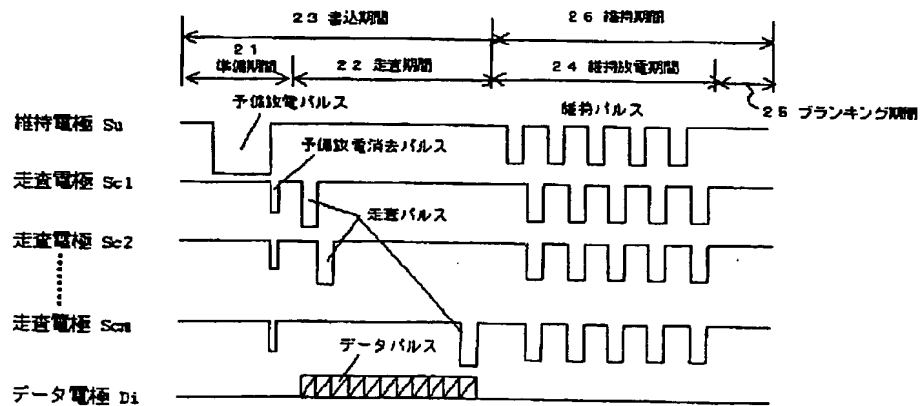 23 書込期間
26 維持期間
21
準備期間
22 走査期間
24 維持放電期間
25 ブランキング期間
予備放電パルス
維持パルス
維持電極 Su
予備放電消去パルス
走査電極 Sc1
走査パルス
走査電極 Sc2
走査電極 Scm
データパルス
データ電極 Di